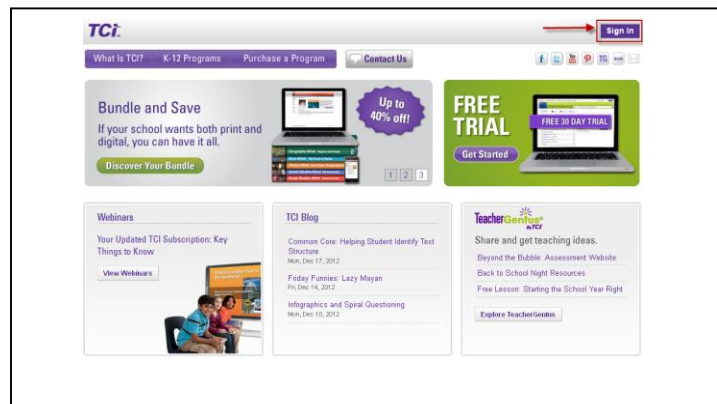 TCi
Sign In
What Is TCI? K-12 Programs Purchase a Program Contact Us
Bundle and Save
If your school wants both print and
digital, you can have it all.
Discover Your Bundle
Up to
40% off!
1 2 3
FREE
TRIAL
Get Started
FREE 30 DAY TRIAL
Webinars
Your Updated TCI Subscription: Key
Things to Know
View Webinars
TCI Blog
Common Core: Helping Student Identify Text
Structure
Mon, Dec 17, 2012
Friday Funnies: Lazy Mayan
Fri, Dec 14, 2012
Infographics and Spiral Questioning
Mon, Dec 10, 2012
TeacherGenius
by TCI
Share and get teaching ideas.
Beyond the Bubble: Assessment Website
Back to School Night Resources
Free Lesson: Starting the School Year Right
Explore TeacherGenius